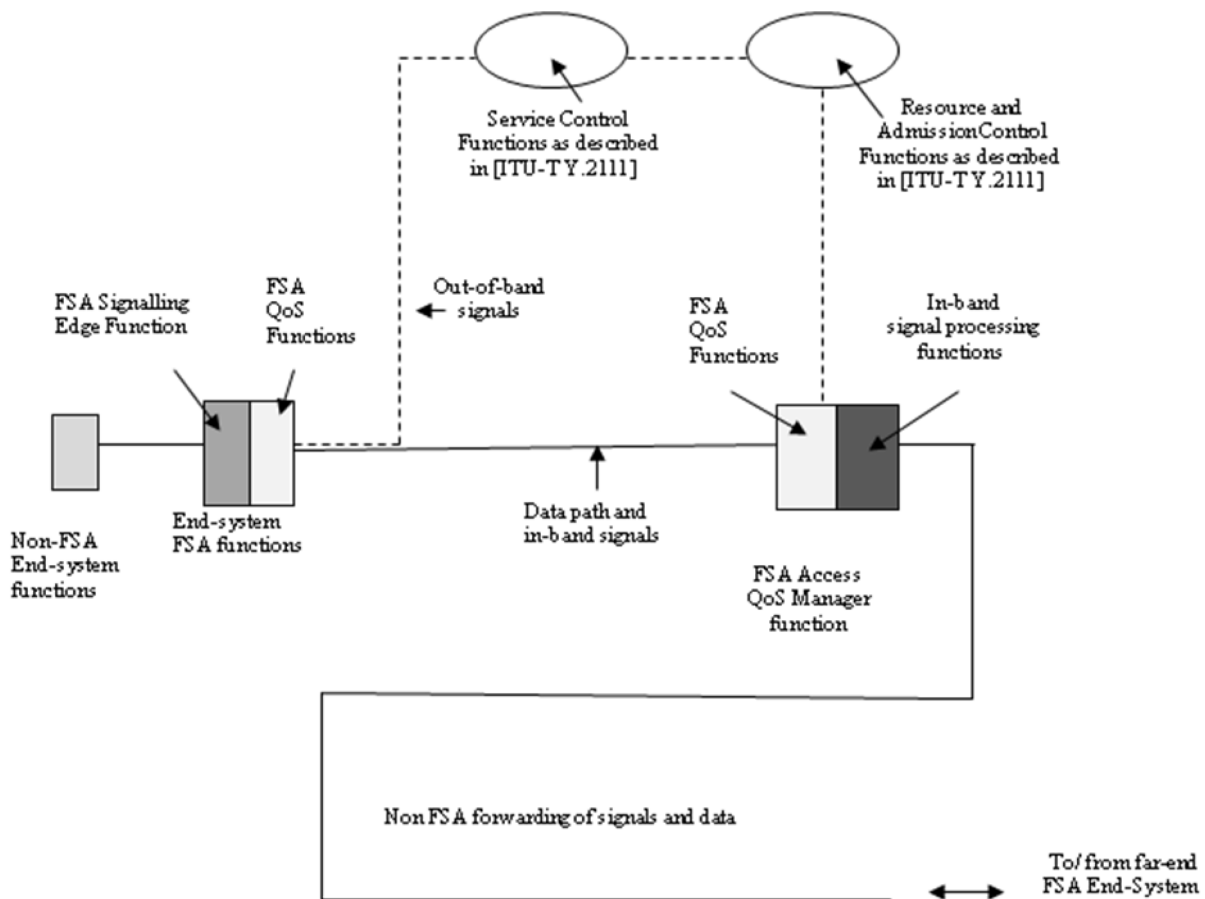 Service Control
Functions as described
in [ITU-T Y.2111]
Resource and
Admission Control
Functions as described
in [ITU-T Y.2111]
FSA Signalling
Edge Function
FSA
QoS
Functions
Out-of-band
signals
FSA
QoS
Functions
In-band
signal processing
functions
Non-FSA
End-system
functions
End-system
FSA functions
Data path and
in-band signals
FSA Access
QoS Manager
function
Non FSA forwarding of signals and data
To/from far-end
FSA End-System